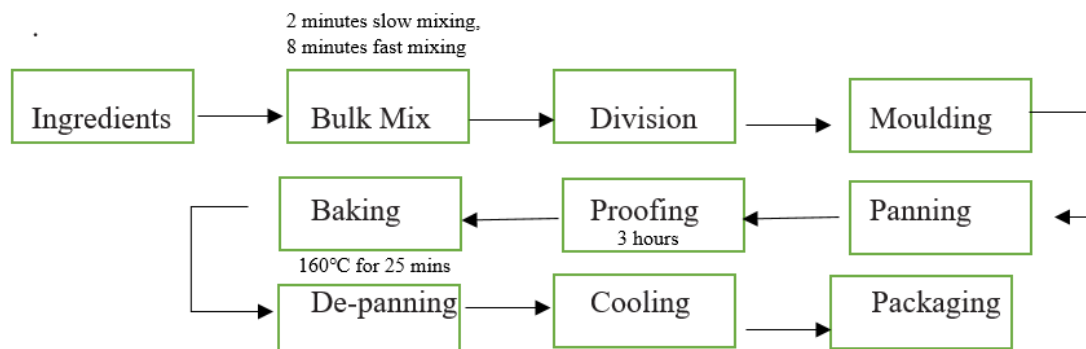 2 minutes slow mixing,
8 minutes fast mixing
Ingredients
Bulk Mix
Division
Moulding
Panning
Proofing
3 hours
Baking
160℃ for 25 mins
De-panning
Cooling
Packaging